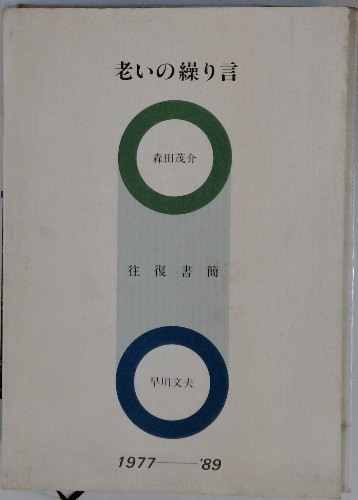 老いの繰り言
森田茂介
往復書簡
早川文夫
1977——'89